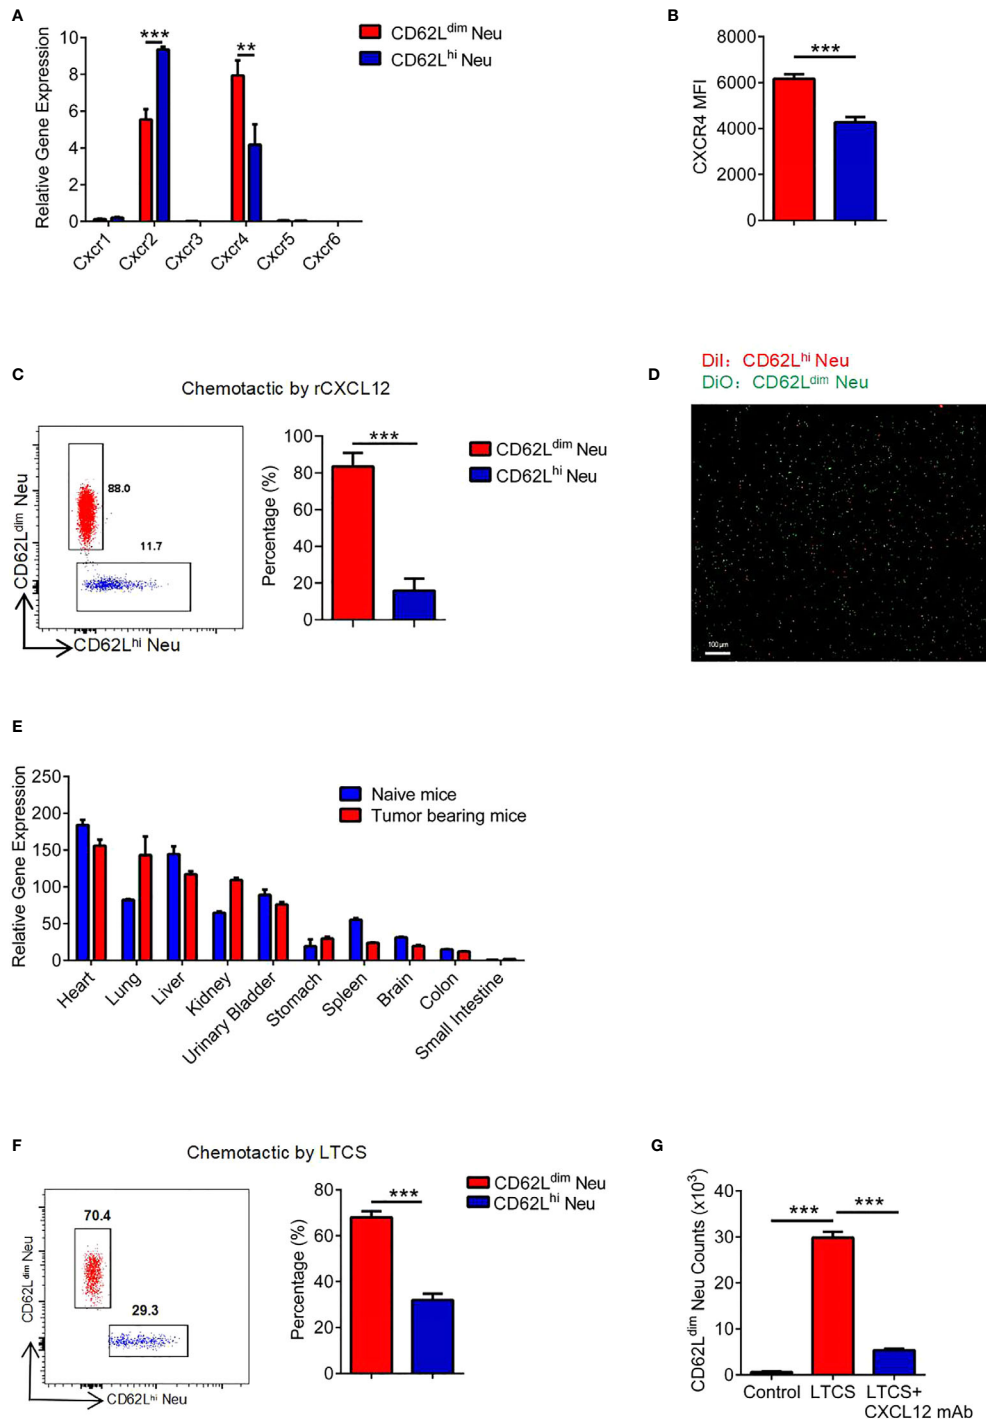 A
Relative Gene Expression
10
8
6
4
2
0
***
**
CD62Ldim Neu
CD62Lhi Neu
Cxcr1
Cxcr2
Cxcr3
Cxcr4
Cxcr5
Cxcr6
B
CXCR4 MFI
8000
6000
4000
2000
0
***
C
Chemotactic by rCXCL12
88.0
11.7
CD62Ldim Neu
CD62Lhi Neu
Percentage (%)
100
80
60
40
20
0
***
CD62Ldim Neu
CD62Lhi Neu
DiI： CD62Lhi Neu
DiO： CD62Ldim Neu
D
100 μm
E
Relative Gene Expression
250
200
150
100
50
0
Naive mice
Tumor bearing mice
Heart
Lung
Liver
Kidney
Urinary Bladder
Stomach
Spleen
Brain
Colon
Small Intestine
F
Chemotactic by LTCS
70.4
29.3
CD62L dim Neu
CD62Lhi Neu
Percentage (%)
80
60
40
20
0
***
CD62Ldim Neu
CD62Lhi Neu
G
CD62Ldim Neu Counts (x10³)
40
30
20
10
0
***
***
Control
LTCS
LTCS+
CXCL12 mAb